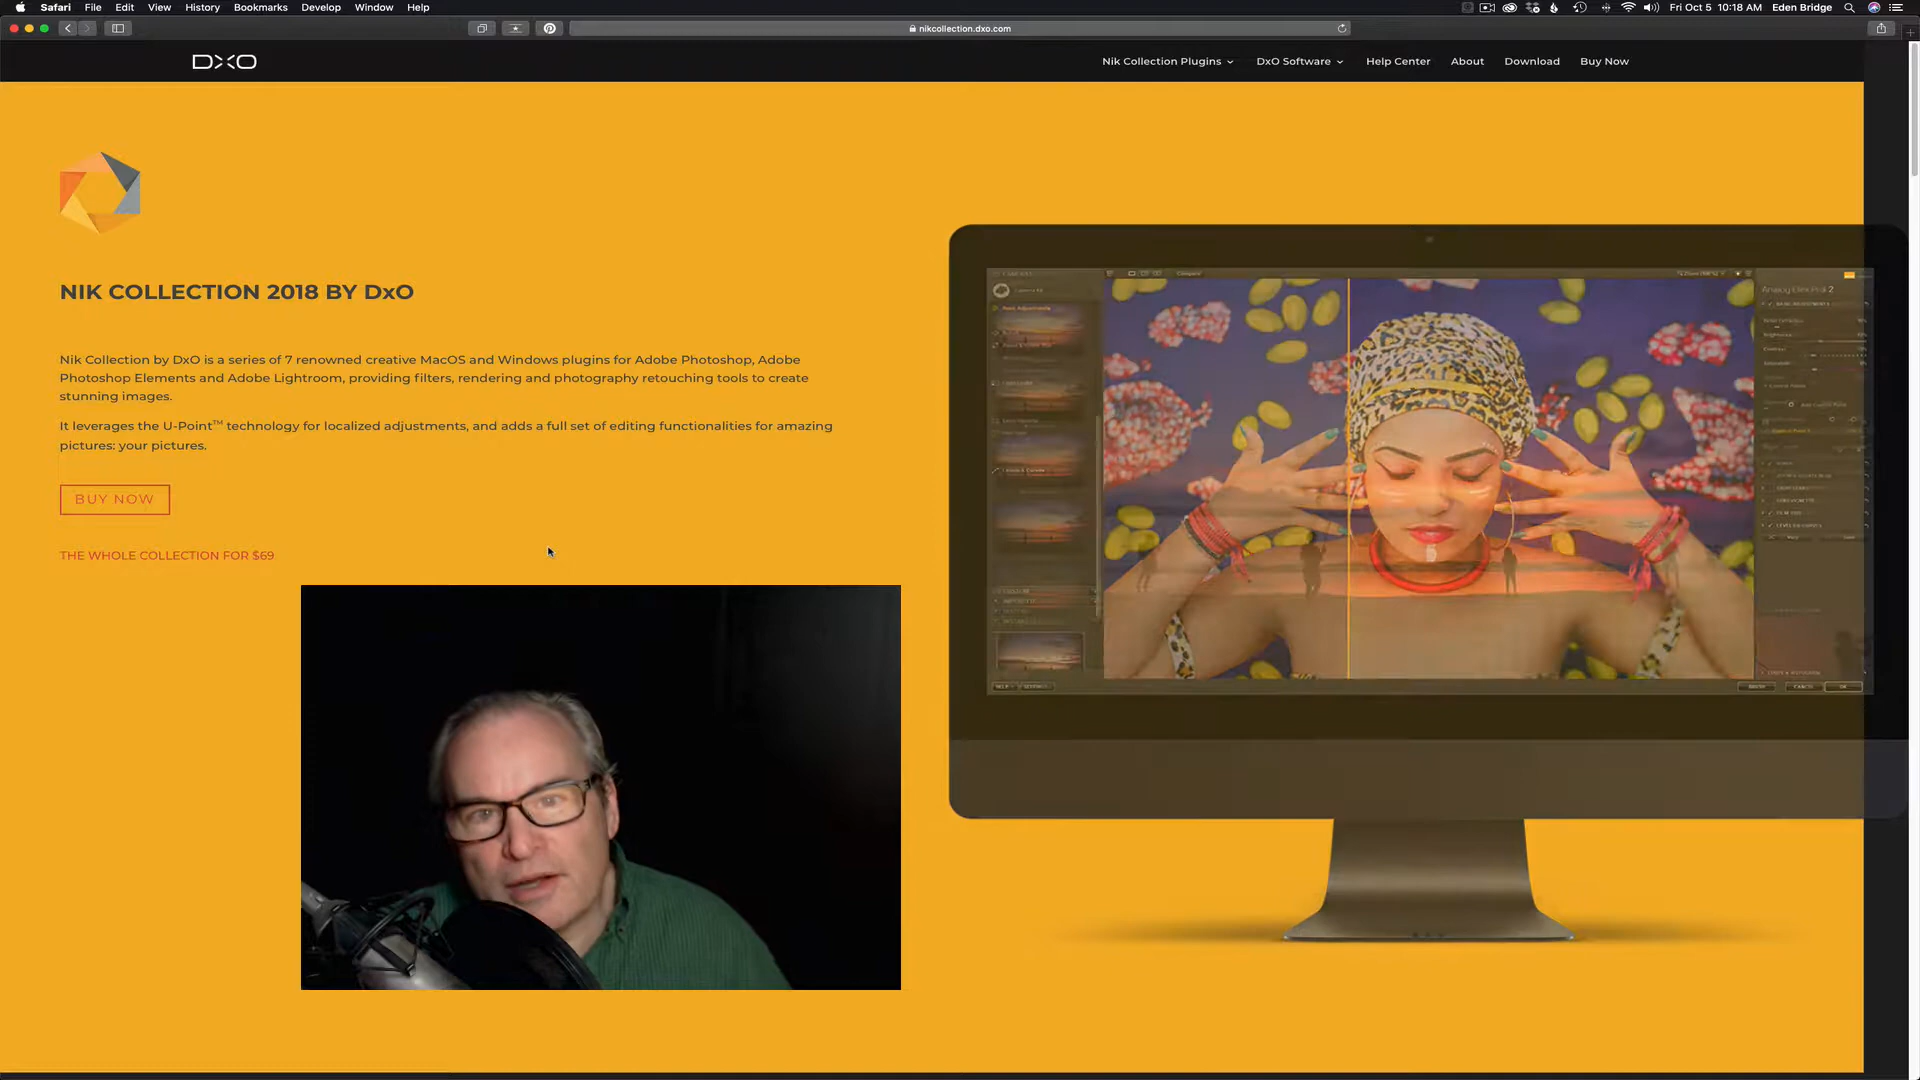 Safari File Edit View History Bookmarks Develop Window Help
Fri Oct 5 10:18 AM Eden Bridge
nikcollection.dxo.com
DXO
Nik Collection Plugins DxO Software Help Center About Download Buy Now
NIK COLLECTION 2018 BY DxO
Nik Collection by DxO is a series of 7 renowned creative MacOS and Windows plugins for Adobe Photoshop, Adobe
Photoshop Elements and Adobe Lightroom, providing filters, rendering and photography retouching tools to create
stunning images.
It leverages the U-Point™ technology for localized adjustments, and adds a full set of editing functionalities for amazing
pictures: your pictures.
BUY NOW
THE WHOLE COLLECTION FOR $69
Compare
Analog Efex Pro 2